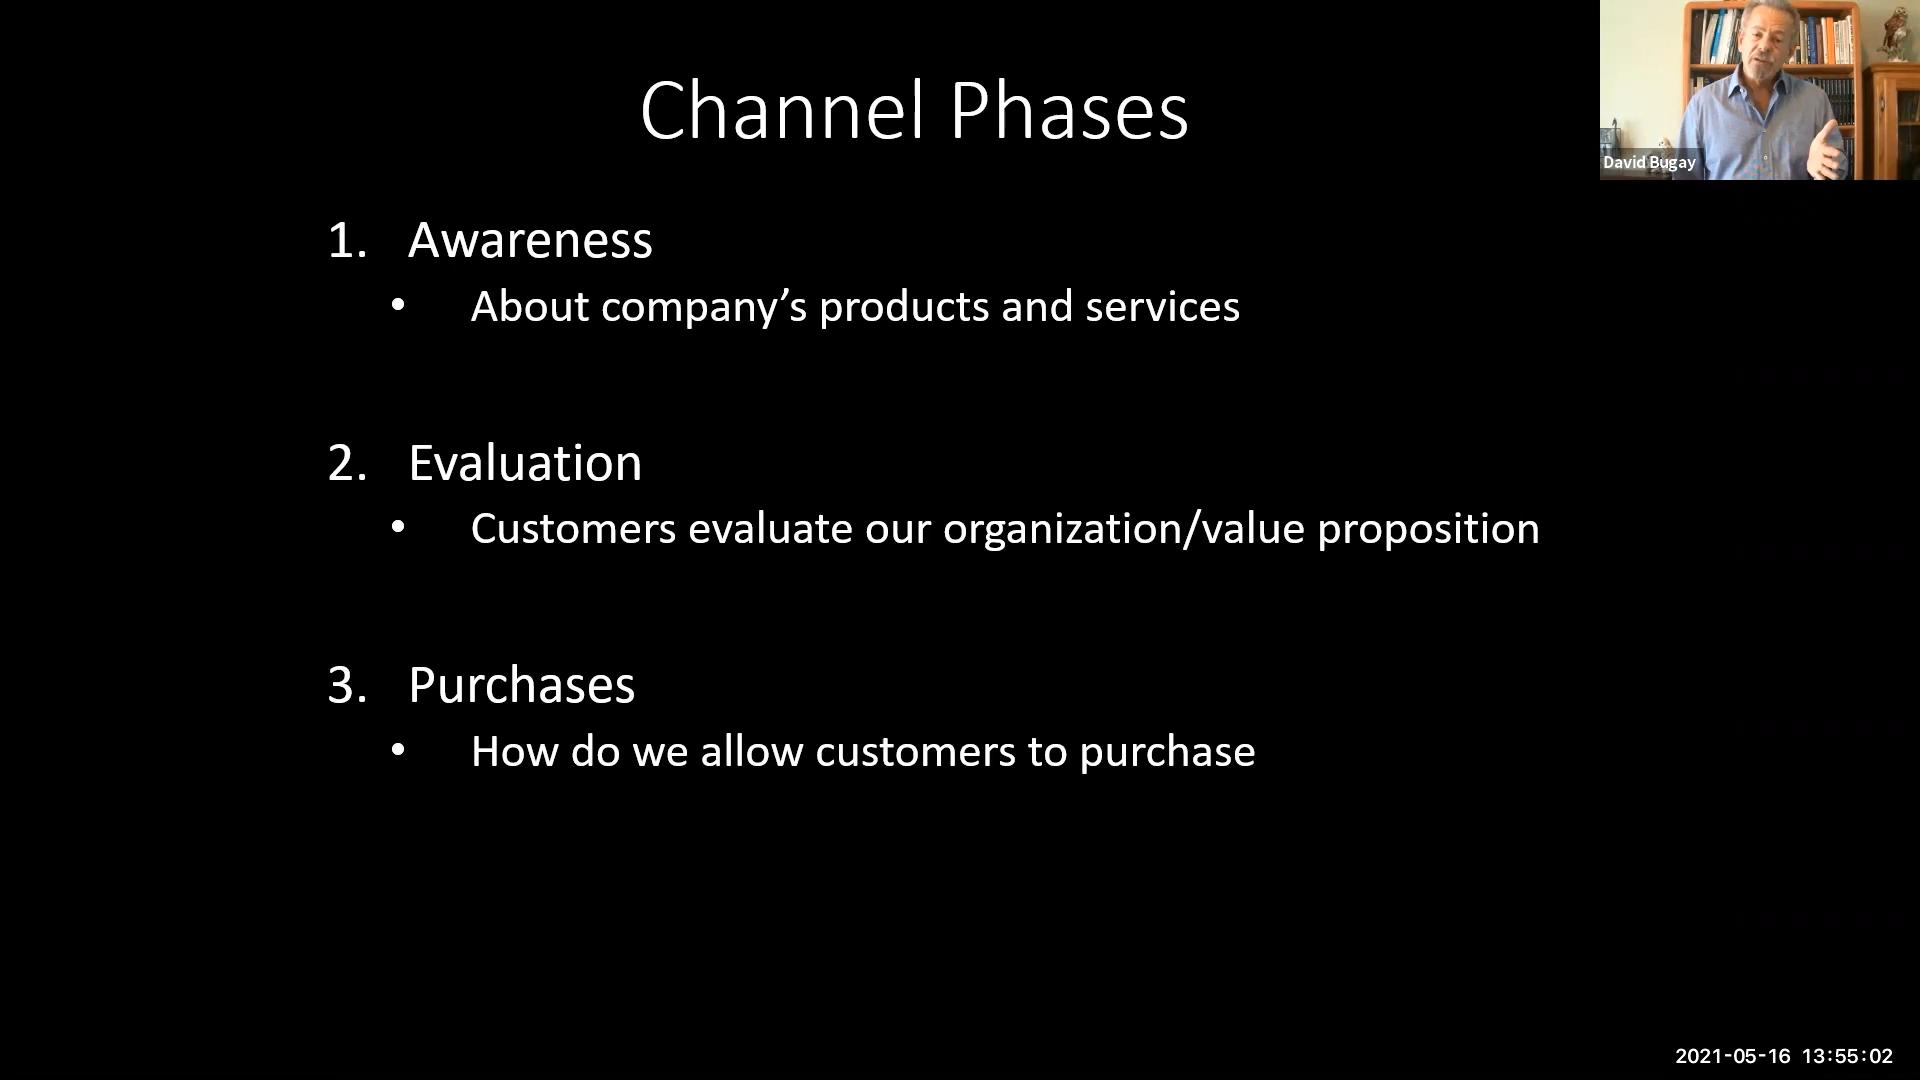 Channel Phases
David Bugay
1. Awareness
• About company’s products and services
2. Evaluation
• Customers evaluate our organization/value proposition
3. Purchases
• How do we allow customers to purchase
2021-05-16 13:55:02